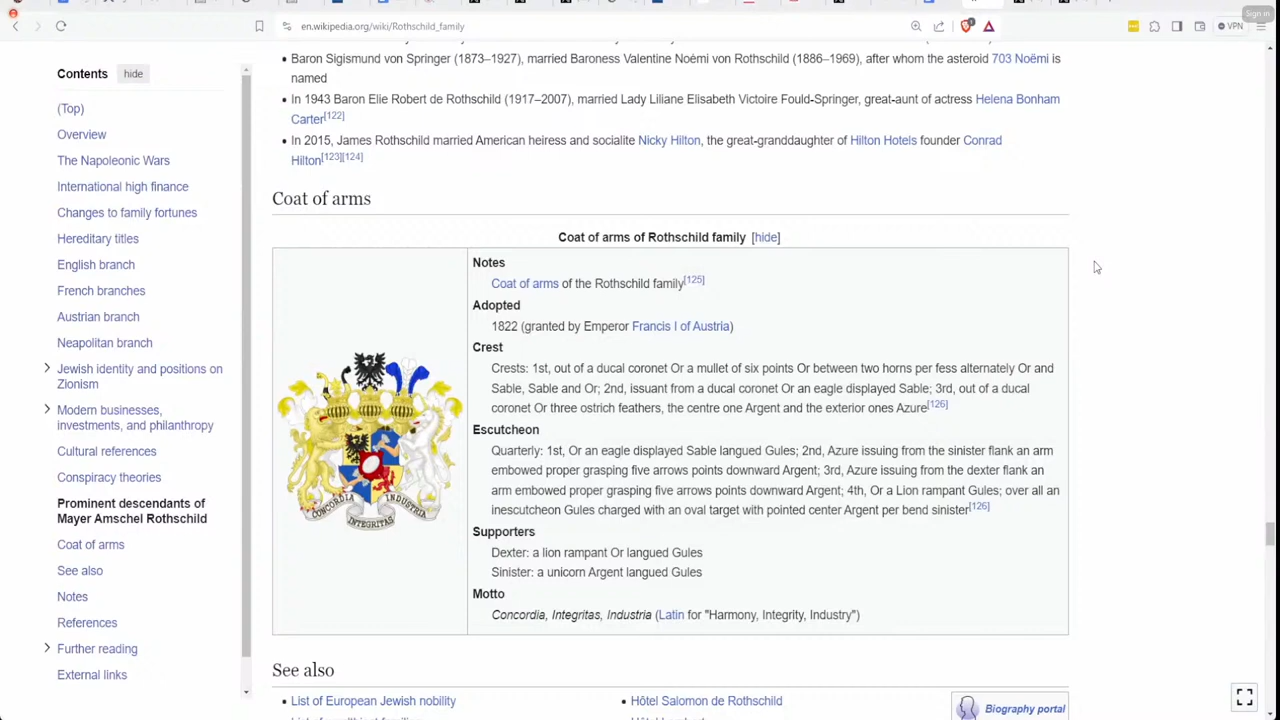 Sign in
en.wikipedia.org/wiki/Rothschild_family
VPN
Contents
hide
(Top)
Overview
The Napoleonic Wars
International high finance
Changes to family fortunes
Hereditary titles
English branch
French branches
Austrian branch
Neapolitan branch
Jewish identity and positions on
Zionism
Modern businesses,
investments, and philanthropy
Cultural references
Conspiracy theories
Prominent descendants of
Mayer Amschel Rothschild
Coat of arms
See also
Notes
References
Further reading
External links
Baron Sigismund von Springer (1873–1927), married Baroness Valentine Noémi von Rothschild (1886–1969), after whom the asteroid 703 Noëmi is
named
In 1943 Baron Elie Robert de Rothschild (1917–2007), married Lady Liliane Elisabeth Victoire Fould-Springer, great-aunt of actress Helena Bonham
Carter[122]
In 2015, James Rothschild married American heiress and socialite Nicky Hilton, the great-granddaughter of Hilton Hotels founder Conrad
Hilton[123][124]
Coat of arms
Coat of arms of Rothschild family [hide]
CONCORDIA
INTEGRITAS
INDUSTRIA
Notes
Coat of arms of the Rothschild family[125]
Adopted
1822 (granted by Emperor Francis I of Austria)
Crest
Crests: 1st, out of a ducal coronet Or a mullet of six points Or between two horns per fess alternately Or and
Sable, Sable and Or; 2nd, issuant from a ducal coronet Or an eagle displayed Sable; 3rd, out of a ducal
coronet Or three ostrich feathers, the centre one Argent and the exterior ones Azure[126]
Escutcheon
Quarterly: 1st, Or an eagle displayed Sable langued Gules; 2nd, Azure issuing from the sinister flank an arm
embowed proper grasping five arrows points downward Argent; 3rd, Azure issuing from the dexter flank an
arm embowed proper grasping five arrows points downward Argent; 4th, Or a Lion rampant Gules; over all an
inescutcheon Gules charged with an oval target with pointed center Argent per bend sinister[126]
Supporters
Dexter: a lion rampant Or langued Gules
Sinister: a unicorn Argent langued Gules
Motto
Concordia, Integritas, Industria (Latin for "Harmony, Integrity, Industry")
See also
List of European Jewish nobility
Hôtel Salomon de Rothschild
Biography portal